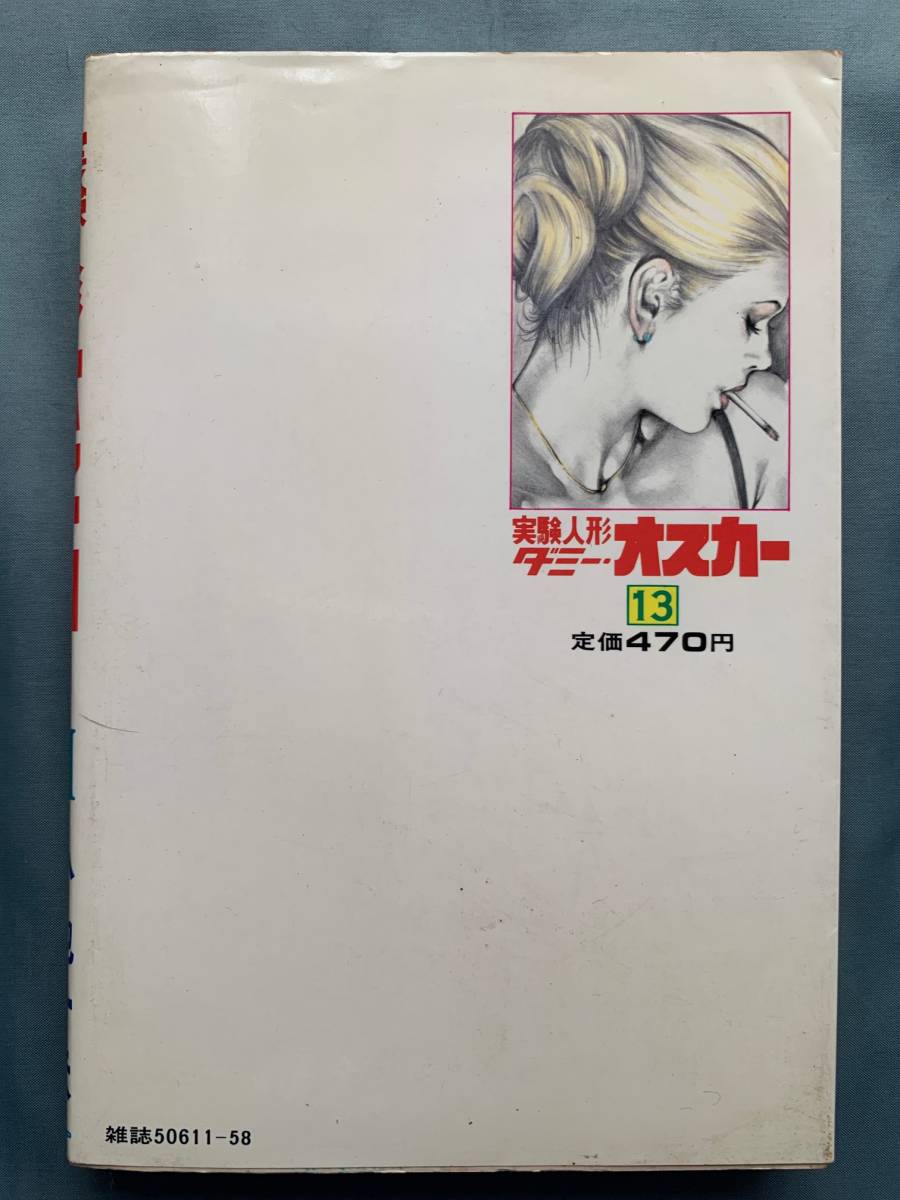 実験人形
ダミー・オスカー
13
定価470円
雑誌50611-58